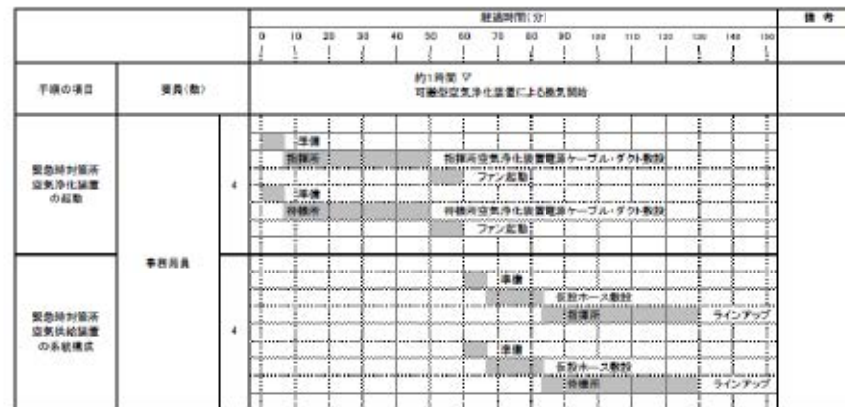 経過時間(分)
備考
0 10 20 30 40 50 60 70 80 90 100 110 120 130 140 150
手順の項目
要員(数)
約1時間 ▽
可搬型空気浄化装置による換気開始
緊急時対策所
空気浄化装置
の起動
4
準備
指揮所
指揮所空気浄化装置電源ケーブル・ダクト敷設
ファン起動
準備
待機所
待機所空気浄化装置電源ケーブル・ダクト敷設
ファン起動
事務局員
緊急時対策所
空気供給装置
の系統構成
4
準備
仮設ホース敷設
指揮所
ラインアップ
準備
仮設ホース敷設
待機所
ラインアップ